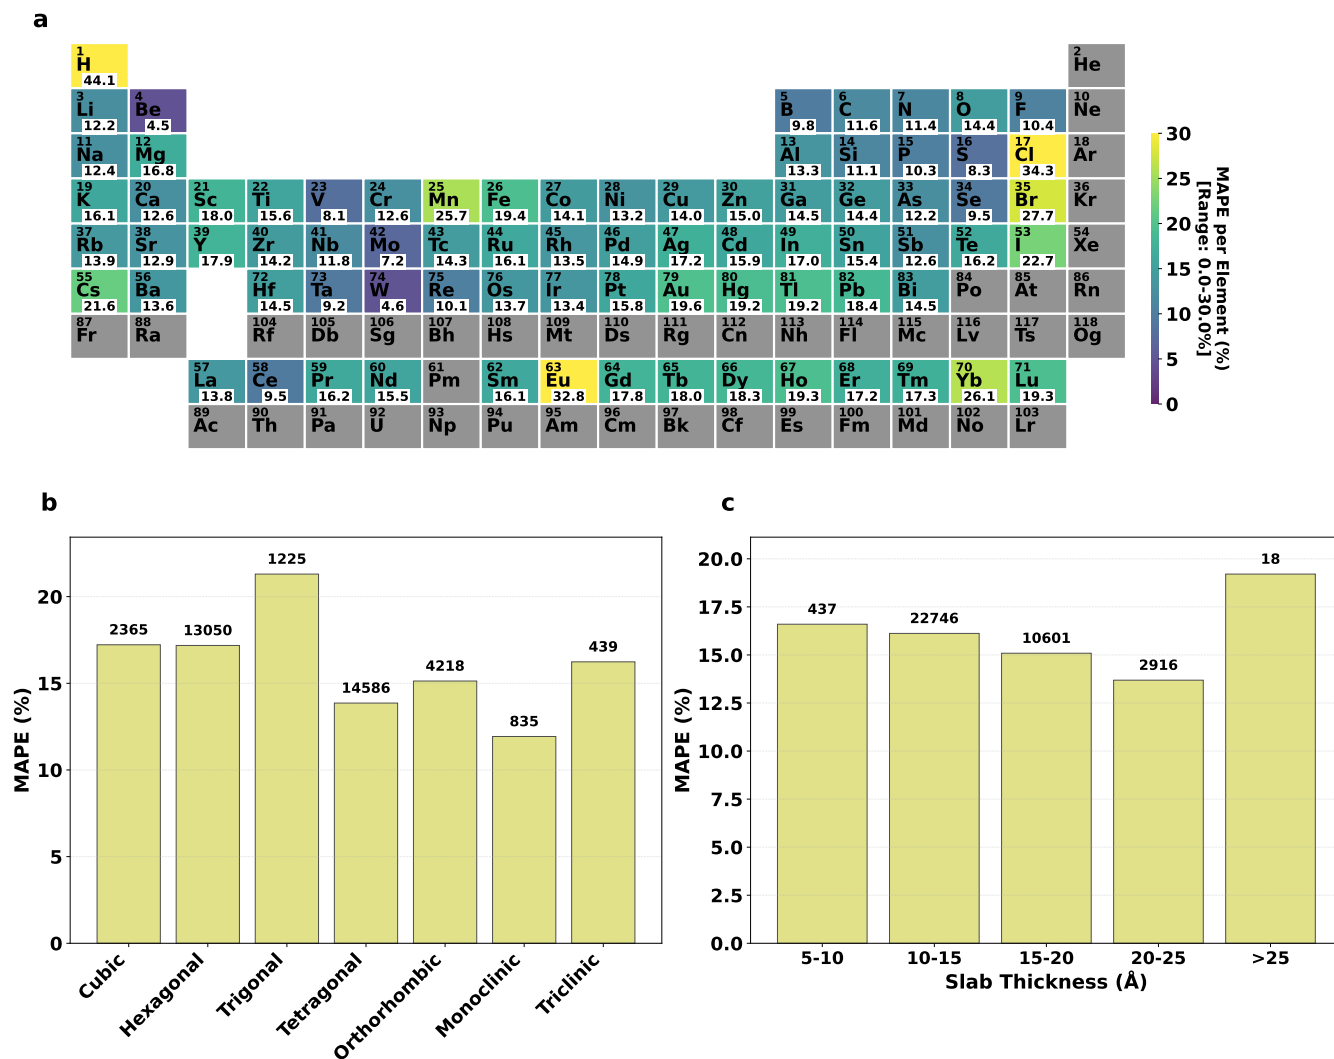 a
1 2
H He
44.1
3 4 5 6 7 8 9 10
Li Be B C N O F Ne
12.2 4.5 9.8 11.6 11.4 14.4 10.4
11 12 13 14 15 16 17 18
Na Mg Al Si P S Cl Ar
12.4 16.8 13.3 11.1 10.3 8.3 34.3
19 20 21 22 23 24 25 26 27 28 29 30 31 32 33 34 35 36
K Ca Sc Ti V Cr Mn Fe Co Ni Cu Zn Ga Ge As Se Br Kr
16.1 12.6 18.0 15.6 8.1 12.6 25.7 19.4 14.1 13.2 14.0 15.0 14.5 14.4 12.2 9.5 27.7
37 38 39 40 41 42 43 44 45 46 47 48 49 50 51 52 53 54
Rb Sr Y Zr Nb Mo Tc Ru Rh Pd Ag Cd In Sn Sb Te I Xe
13.9 12.9 17.9 14.2 11.8 7.2 14.3 16.1 13.5 14.9 17.2 15.9 17.0 15.4 12.6 16.2 22.7
55 56 72 73 74 75 76 77 78 79 80 81 82 83 84 85 86
Cs Ba Hf Ta W Re Os Ir Pt Au Hg Tl Pb Bi Po At Rn
21.6 13.6 14.5 9.2 4.6 10.1 13.7 13.4 15.8 19.6 19.2 19.2 18.4 14.5
87 88 104 105 106 107 108 109 110 111 112 113 114 115 116 117 118
Fr Ra Rf Db Sg Bh Hs Mt Ds Rg Cn Nh Fl Mc Lv Ts Og
57 58 59 60 61 62 63 64 65 66 67 68 69 70 71
La Ce Pr Nd Pm Sm Eu Gd Tb Dy Ho Er Tm Yb Lu
13.8 9.5 16.2 15.5 16.1 32.8 17.8 18.0 18.3 19.3 17.2 17.3 26.1 19.3
89 90 91 92 93 94 95 96 97 98 99 100 101 102 103
Ac Th Pa U Np Pu Am Cm Bk Cf Es Fm Md No Lr
30
25
20
15
10
5
0
MAPE per Element (%)
[Range: 0.0-30.0%]
b
MAPE (%)
20
15
10
5
0
2365
13050
1225
14586
4218
835
439
Cubic
Hexagonal
Trigonal
Tetragonal
Orthorhombic
Monoclinic
Triclinic
c
MAPE (%)
20.0
17.5
15.0
12.5
10.0
7.5
5.0
2.5
0.0
437
22746
10601
2916
18
5-10 10-15 15-20 20-25 >25
Slab Thickness (Å)